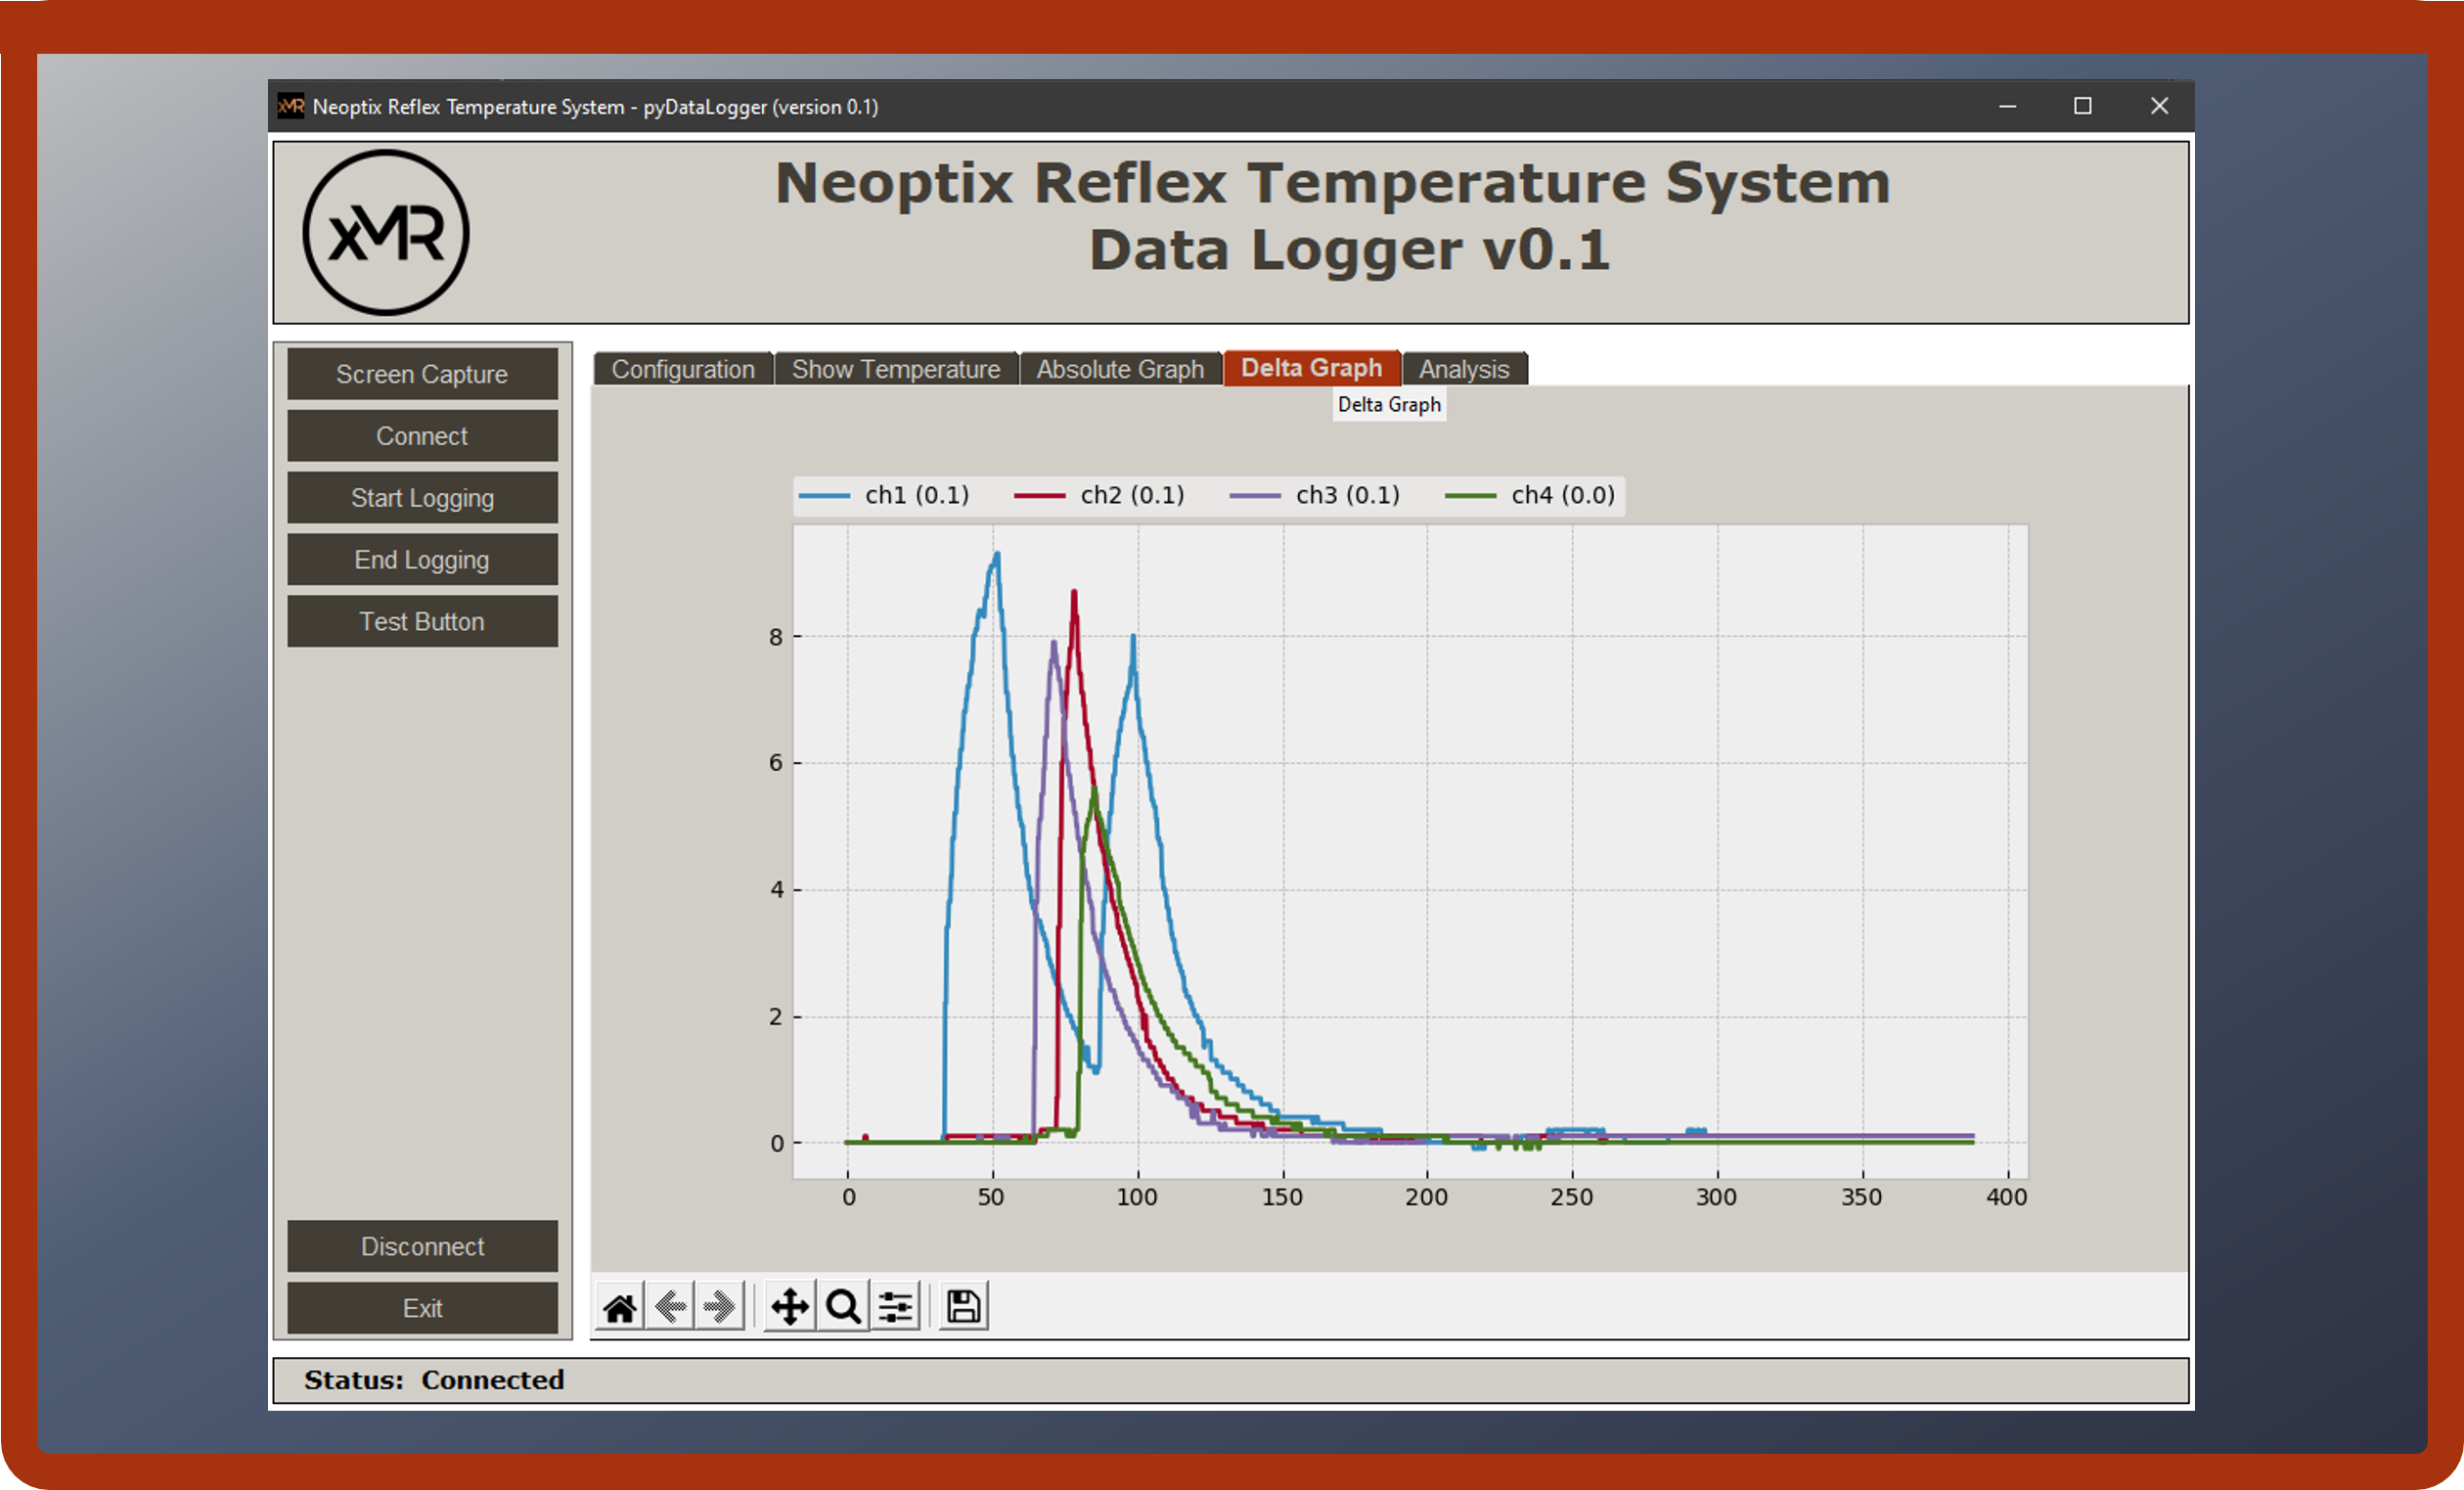 xMR Neoptix Reflex Temperature System - pyDataLogger (version 0.1)
xMR
Neoptix Reflex Temperature System
Data Logger v0.1
Screen Capture
Connect
Start Logging
End Logging
Test Button
Disconnect
Exit
Configuration Show Temperature Absolute Graph Delta Graph Analysis
Delta Graph
ch1 (0.1) ch2 (0.1) ch3 (0.1) ch4 (0.0)
8
6
4
2
0
0 50 100 150 200 250 300 350 400
Status: Connected